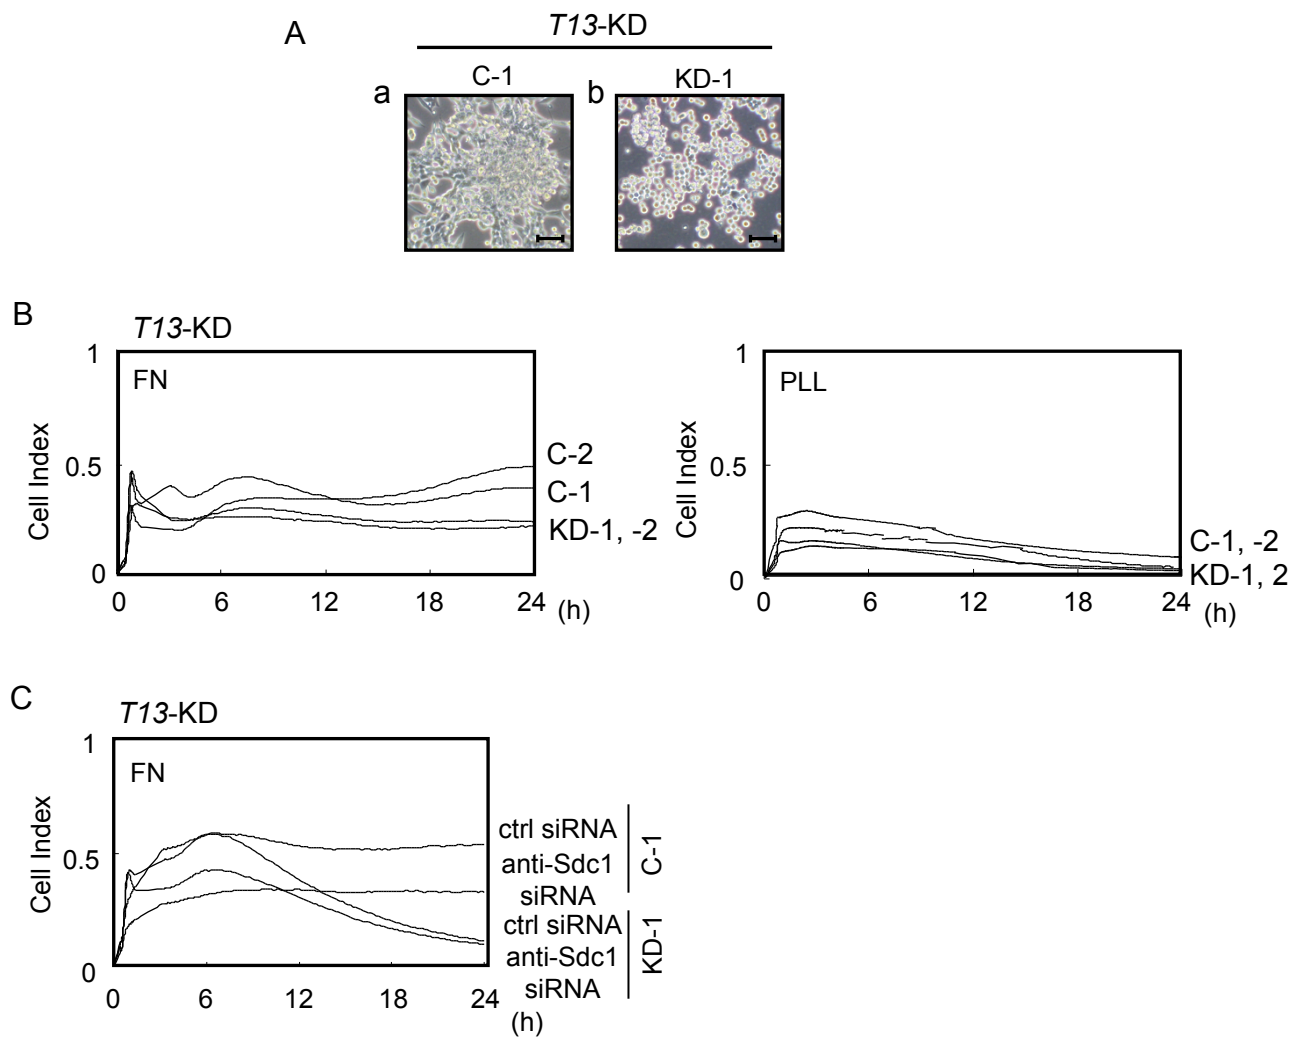 A
T13-KD
C-1
KD-1
a
b
B
T13-KD
FN
Cell Index
1
0.5
0
0
6
12
18
24
(h)
C-2
C-1
KD-1, -2
PLL
Cell Index
1
0.5
0
0
6
12
18
24
(h)
C-1, -2
KD-1, 2
C
T13-KD
FN
Cell Index
1
0.5
0
0
6
12
18
24
(h)
ctrl siRNA
anti-Sdc1
siRNA
C-1
ctrl siRNA
anti-Sdc1
siRNA
KD-1